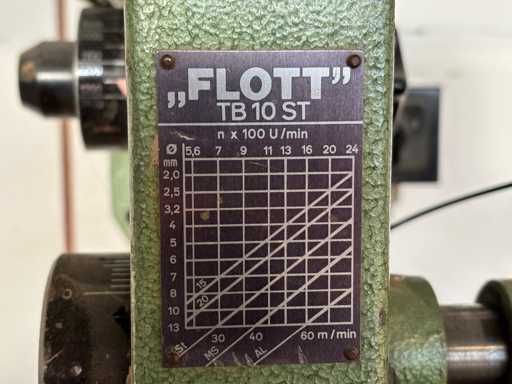 „FLOTT”
TB 10 ST
n x 100 U/min
Ø 5,6 7 9 11 13 16 20 24
mm
2,0
2,5
3,2
4
5
6
7
8 15
10 20
13
St MS 30 AL 40 60 m/min